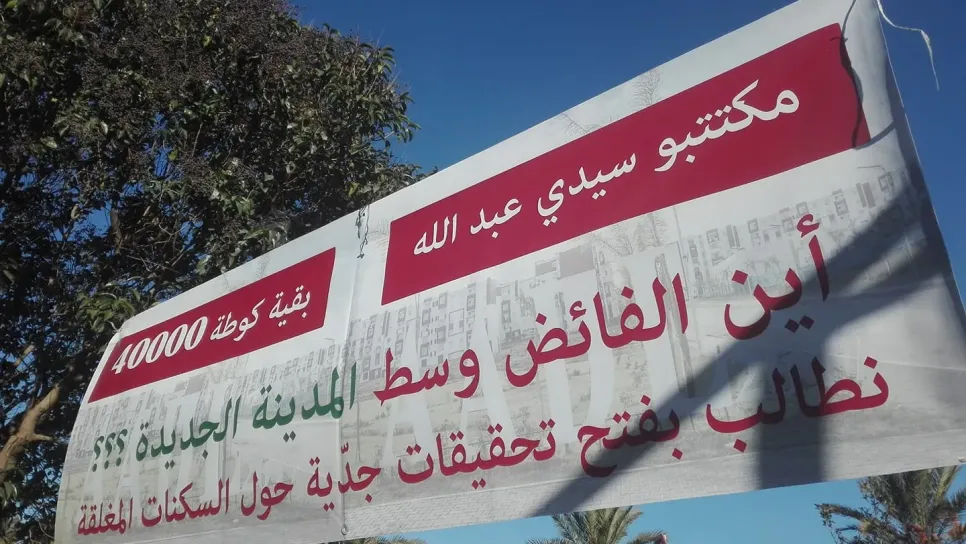 مكتتبو سيدي عبد الله
بقية كوطة 40000
أين الفائض وسط المدينة الجديدة ؟؟؟
نطالب بفتح تحقيقات جدّية حول السكنات المغلقة